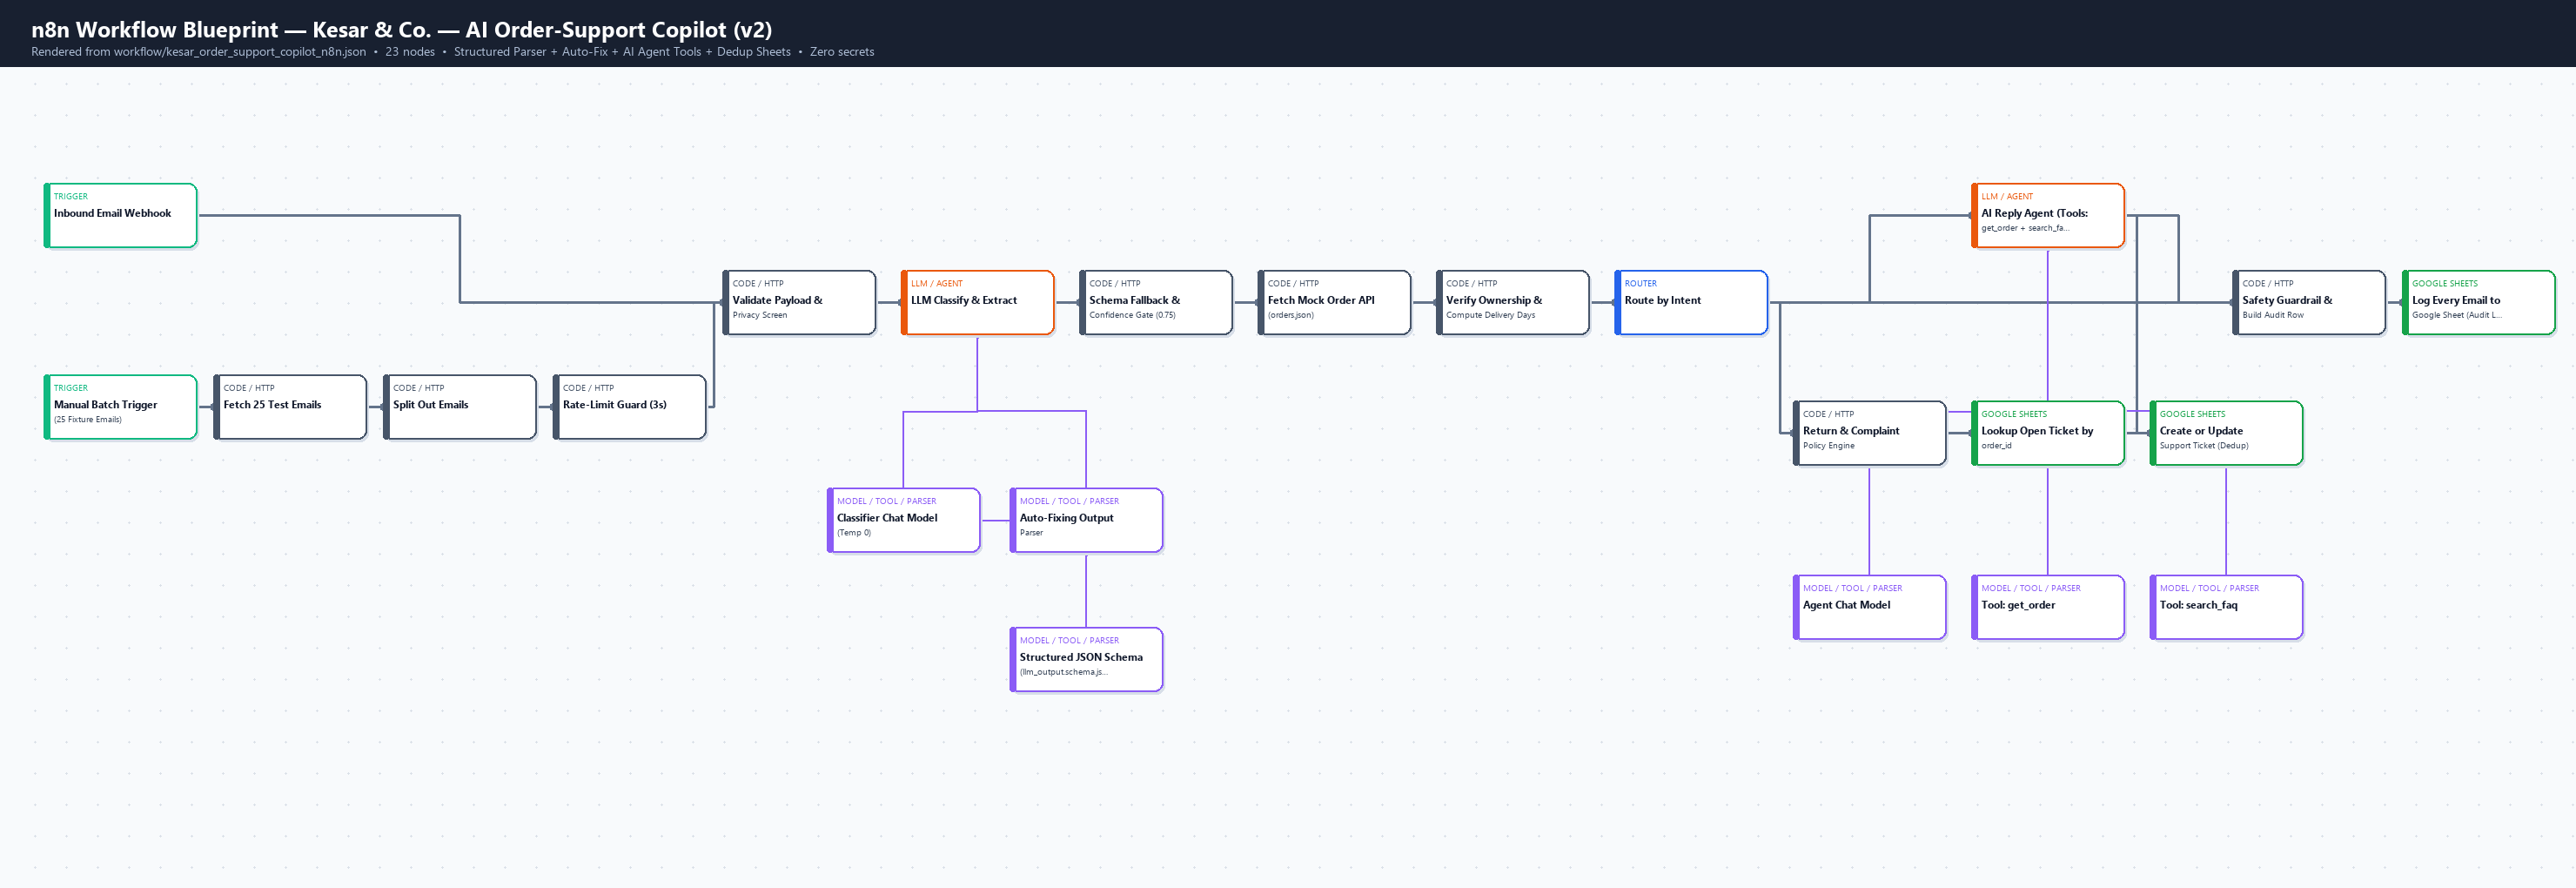 n8n Workflow Blueprint — Kesar & Co. — AI Order-Support Copilot (v2)
Rendered from workflow/kesar_order_support_copilot_n8n.json • 23 nodes • Structured Parser + Auto-Fix + AI Agent Tools + Dedup Sheets • Zero secrets
TRIGGER
Inbound Email Webhook
LLM / AGENT
AI Reply Agent (Tools:
get_order + search_fa...
CODE / HTTP
Validate Payload &
Privacy Screen
LLM / AGENT
LLM Classify & Extract
CODE / HTTP
Schema Fallback &
Confidence Gate (0.75)
CODE / HTTP
Fetch Mock Order API
(orders.json)
CODE / HTTP
Verify Ownership &
Compute Delivery Days
ROUTER
Route by Intent
CODE / HTTP
Safety Guardrail &
Build Audit Row
GOOGLE SHEETS
Log Every Email to
Google Sheet (Audit L...
TRIGGER
Manual Batch Trigger
(25 Fixture Emails)
CODE / HTTP
Fetch 25 Test Emails
CODE / HTTP
Split Out Emails
CODE / HTTP
Rate-Limit Guard (3s)
CODE / HTTP
Return & Complaint
Policy Engine
GOOGLE SHEETS
Lookup Open Ticket by
order_id
GOOGLE SHEETS
Create or Update
Support Ticket (Dedup)
MODEL / TOOL / PARSER
Classifier Chat Model
(Temp 0)
MODEL / TOOL / PARSER
Auto-Fixing Output
Parser
MODEL / TOOL / PARSER
Agent Chat Model
MODEL / TOOL / PARSER
Tool: get_order
MODEL / TOOL / PARSER
Tool: search_faq
MODEL / TOOL / PARSER
Structured JSON Schema
(llm_output.schema.js...